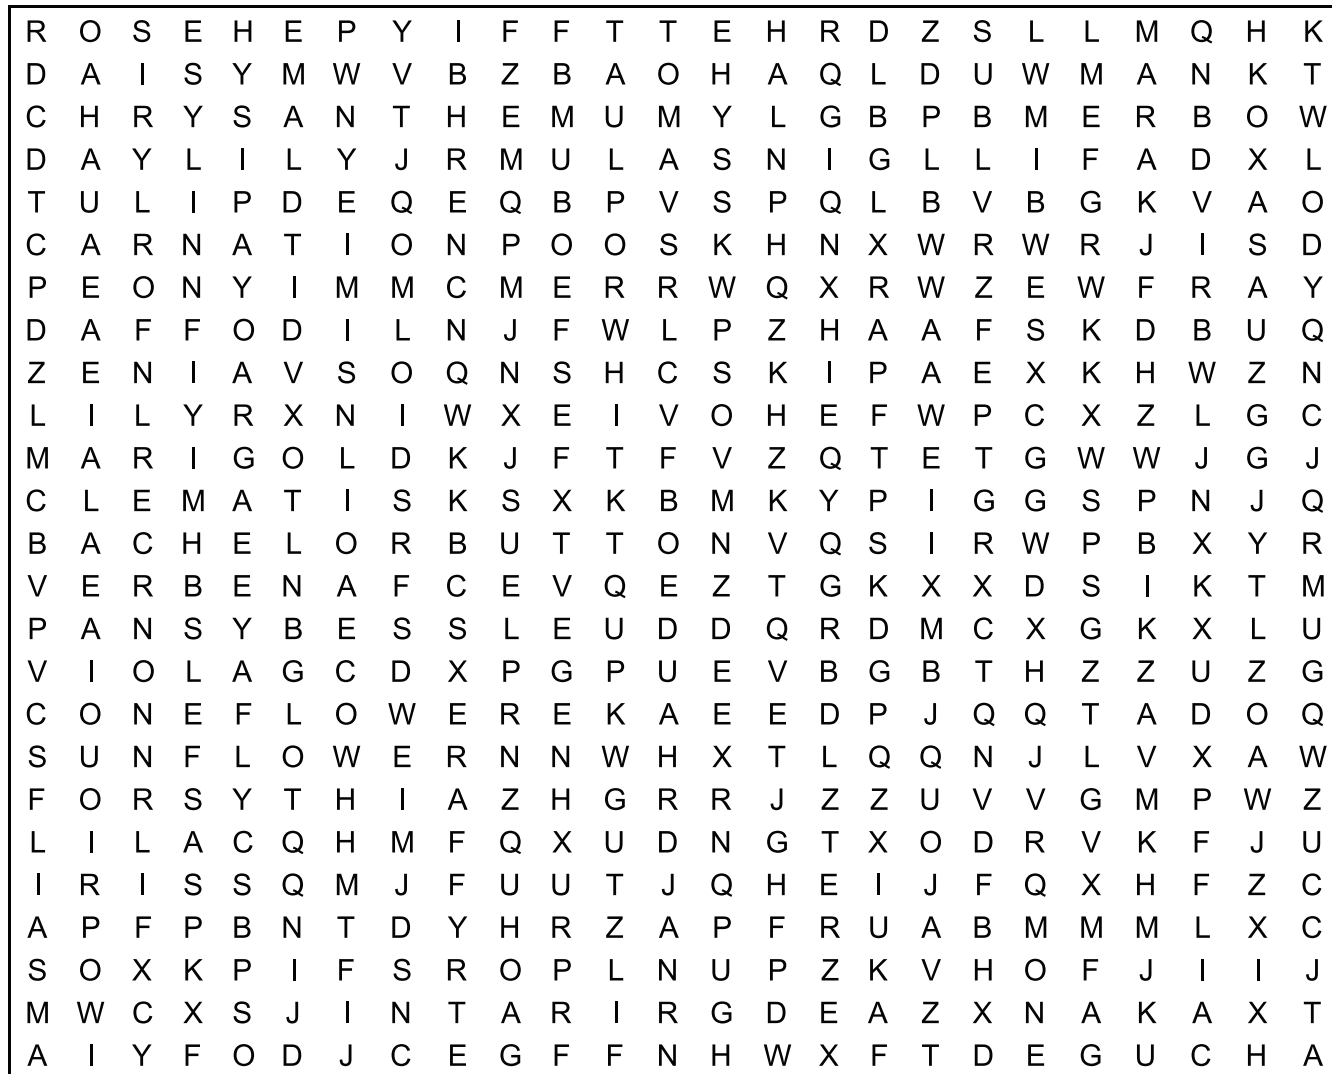 R O S E H E P Y I F F T T E H R D Z S L L M Q H K
D A I S Y M W V B Z B A O H A Q L D U W M A N K T
C H R Y S A N T H E M U M Y L G B P B M E R B O W
D A Y L I L Y J R M U L A S N I G L L I F A D X L
T U L I P D E Q E Q B P V S P Q L B V B G K V A O
C A R N A T I O N P O O S K H N X W R W R J I S D
P E O N Y I M M C M E R R W Q X R W Z E W F R A Y
D A F F O D I L N J F W L P Z H A A F S K D B U Q
Z E N I A V S O Q N S H C S K I P A E X K H W Z N
L I L Y R X N I W X E I V O H E F W P C X Z L G C
M A R I G O L D K J F T F V Z Q T E T G W W J G J
C L E M A T I S K S X K B M K Y P I G G S P N J Q
B A C H E L O R B U T T O N V Q S I R W P B X Y R
V E R B E N A F C E V Q E Z T G K X X D S I K T M
P A N S Y B E S S L E U D D Q R D M C X G K X L U
V I O L A G C D X P G P U E V B G B T H Z Z U Z G
C O N E F L O W E R E K A E E D P J Q Q T A D O Q
S U N F L O W E R N N W H X T L Q Q N J L V X A W
F O R S Y T H I A Z H G R R J Z Z U V V G M P W Z
L I L A C Q H M F Q X U D N G T X O D R V K F J U
I R I S S Q M J F U U T J Q H E I J F Q X H F Z C
A P F P B N T D Y H R Z A P F R U A B M M M L X C
S O X K P I F S R O P L N U P Z K V H O F J I I J
M W C X S J I N T A R I R G D E A Z X N A K A X T
A I Y F O D J C E G F F N H W X F T D E G U C H A